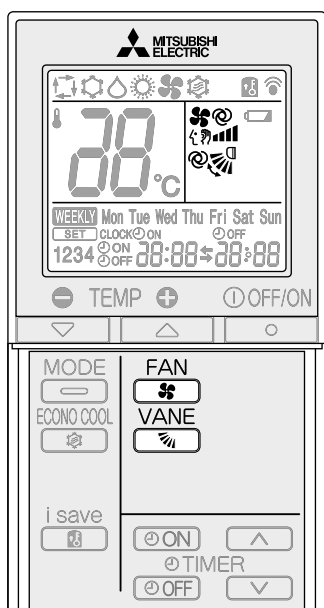 MITSUBISHI
ELECTRIC
°C
WEEKLY Mon Tue Wed Thu Fri Sat Sun
SET CLOCK ON OFF
1234 ON OFF 88:88 88:88
TEMP OFF/ON
MODE FAN
ECONO COOL VANE
i save
ON
TIMER
OFF